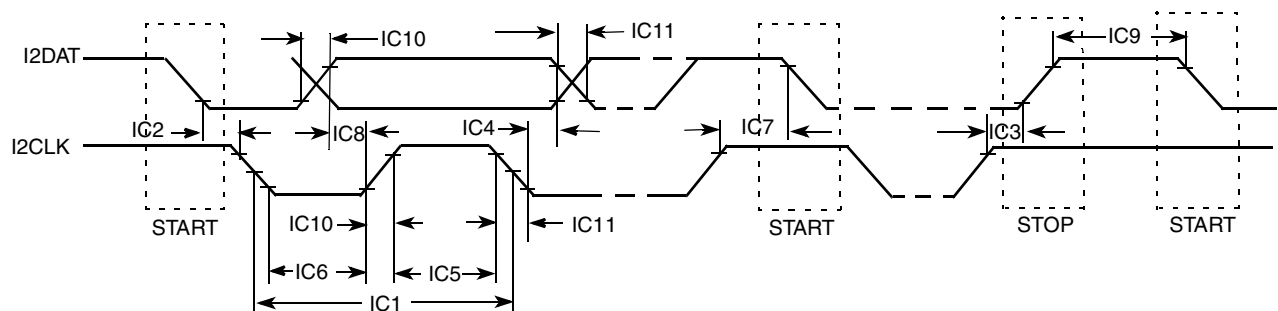 IC10
IC11
IC9
I2DAT
IC2
IC8
IC4
IC7
IC3
I2CLK
START
IC10
IC11
START
STOP
START
IC6
IC5
IC1